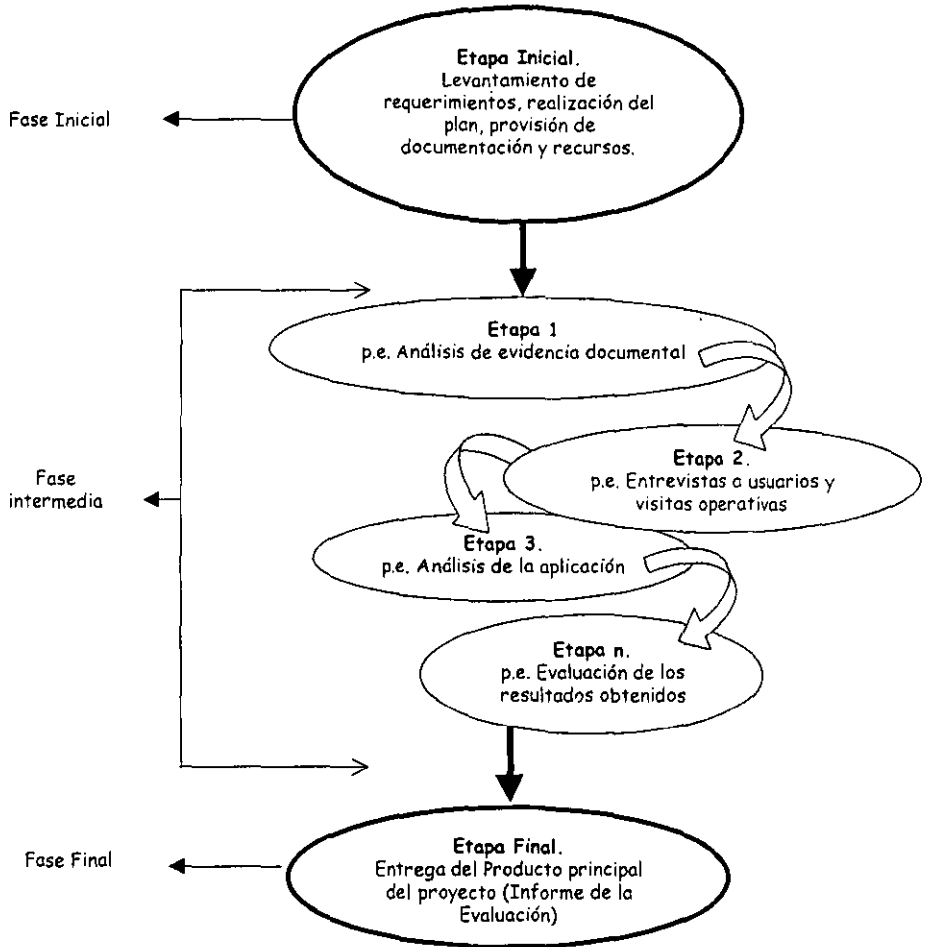 Etapa Inicial.
Levantamiento de
requerimientos, realización del
plan, provisión de
documentación y recursos.
Fase Inicial
Etapa 1
p.e. Análisis de evidencia documental
Etapa 2.
p.e. Entrevistas a usuarios y
visitas operativas
Fase
intermedia
Etapa 3.
p.e. Análisis de la aplicación
Etapa n.
p.e. Evaluación de los
resultados obtenidos
Etapa Final.
Entrega del Producto principal
del proyecto (Informe de la
Evaluación)
Fase Final